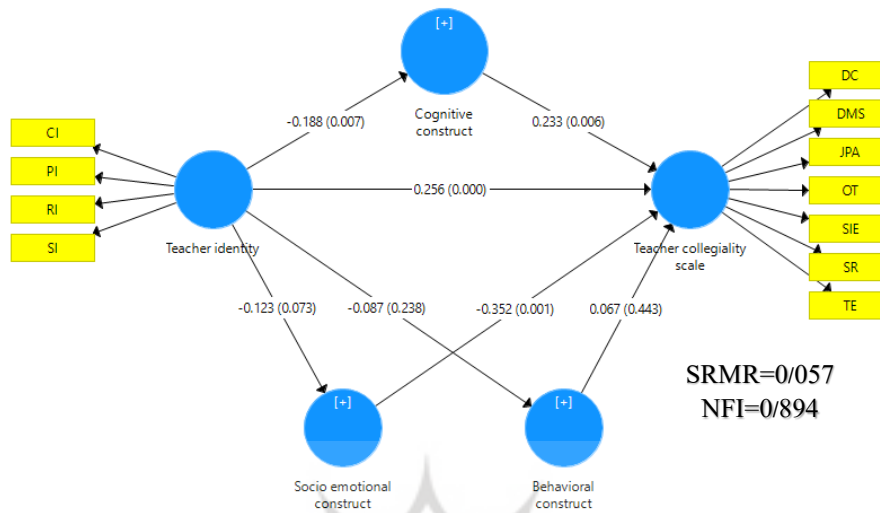 [+]
Cognitive
construct
-0.188 (0.007)
0.233 (0.006)
CI
PI
RI
SI
Teacher identity
0.256 (0.000)
Teacher collegiality
scale
DC
DMS
JPA
OT
SIE
SR
TE
-0.123 (0.073)
-0.087 (0.238)
-0.352 (0.001)
0.067 (0.443)
SRMR=0/057
NFI=0/894
[+]
Socio emotional
construct
[+]
Behavioral
construct